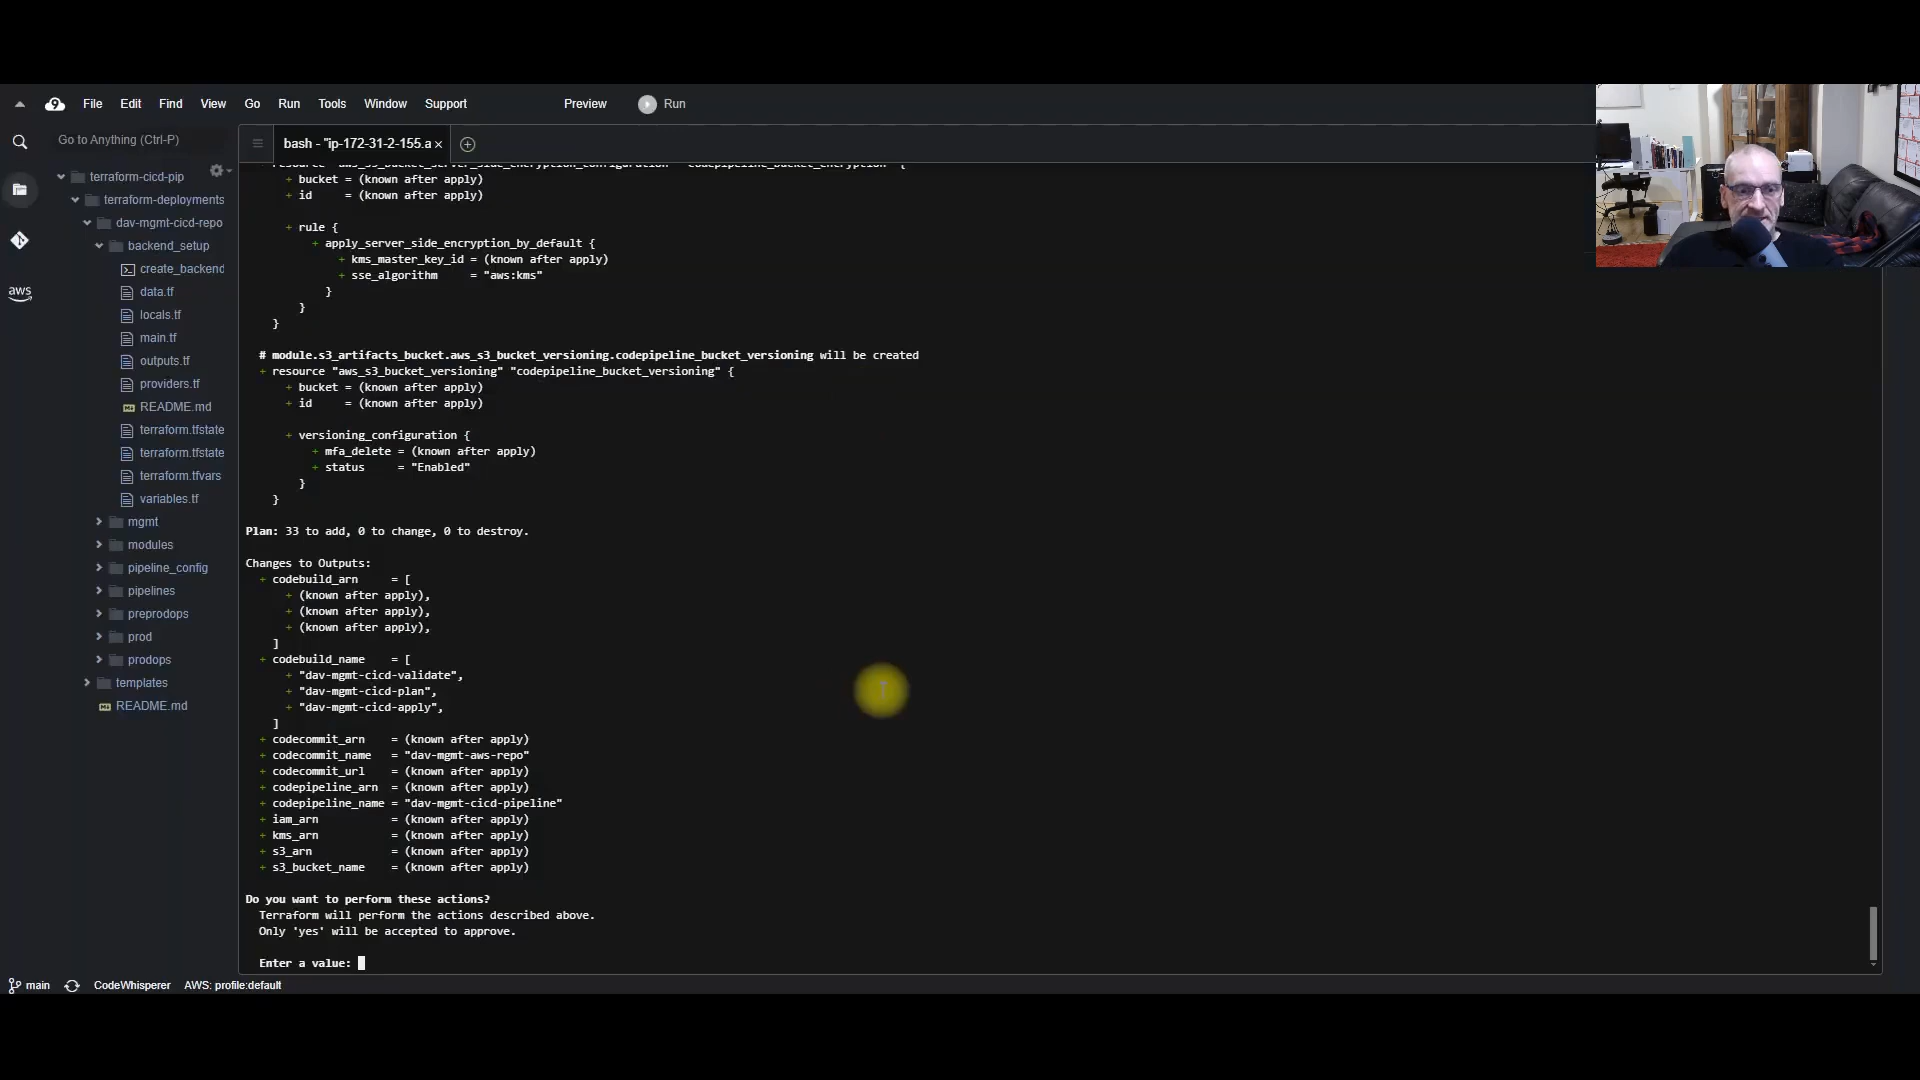 File Edit Find View Go Run Tools Window Support Preview Run
Go to Anything (Ctrl-P)
bash - "ip-172-31-2-155.a ×
terraform-cicd-pip
terraform-deployments
dav-mgmt-cicd-repo
backend_setup
create_backend
data.tf
locals.tf
main.tf
outputs.tf
providers.tf
README.md
terraform.tfstate
terraform.tfstate
terraform.tfvars
variables.tf
mgmt
modules
pipeline_config
pipelines
preprodops
prod
prodops
templates
README.md
aws
+ resource "aws_s3_bucket_server_side_encryption_configuration" "codepipeline_bucket_encryption" {
+ bucket = (known after apply)
+ id     = (known after apply)
+ rule {
+ apply_server_side_encryption_by_default {
+ kms_master_key_id = (known after apply)
+ sse_algorithm     = "aws:kms"
}
}
}
# module.s3_artifacts_bucket.aws_s3_bucket_versioning.codepipeline_bucket_versioning will be created
+ resource "aws_s3_bucket_versioning" "codepipeline_bucket_versioning" {
+ bucket = (known after apply)
+ id     = (known after apply)
+ versioning_configuration {
+ mfa_delete = (known after apply)
+ status     = "Enabled"
}
}
Plan: 33 to add, 0 to change, 0 to destroy.
Changes to Outputs:
+ codebuild_arn     = [
+ (known after apply),
+ (known after apply),
+ (known after apply),
]
+ codebuild_name    = [
+ "dav-mgmt-cicd-validate",
+ "dav-mgmt-cicd-plan",
+ "dav-mgmt-cicd-apply",
]
+ codecommit_arn    = (known after apply)
+ codecommit_name   = "dav-mgmt-aws-repo"
+ codecommit_url    = (known after apply)
+ codepipeline_arn  = (known after apply)
+ codepipeline_name = "dav-mgmt-cicd-pipeline"
+ iam_arn           = (known after apply)
+ kms_arn           = (known after apply)
+ s3_arn            = (known after apply)
+ s3_bucket_name    = (known after apply)
Do you want to perform these actions?
Terraform will perform the actions described above.
Only 'yes' will be accepted to approve.
Enter a value:
main CodeWhisperer AWS: profile:default